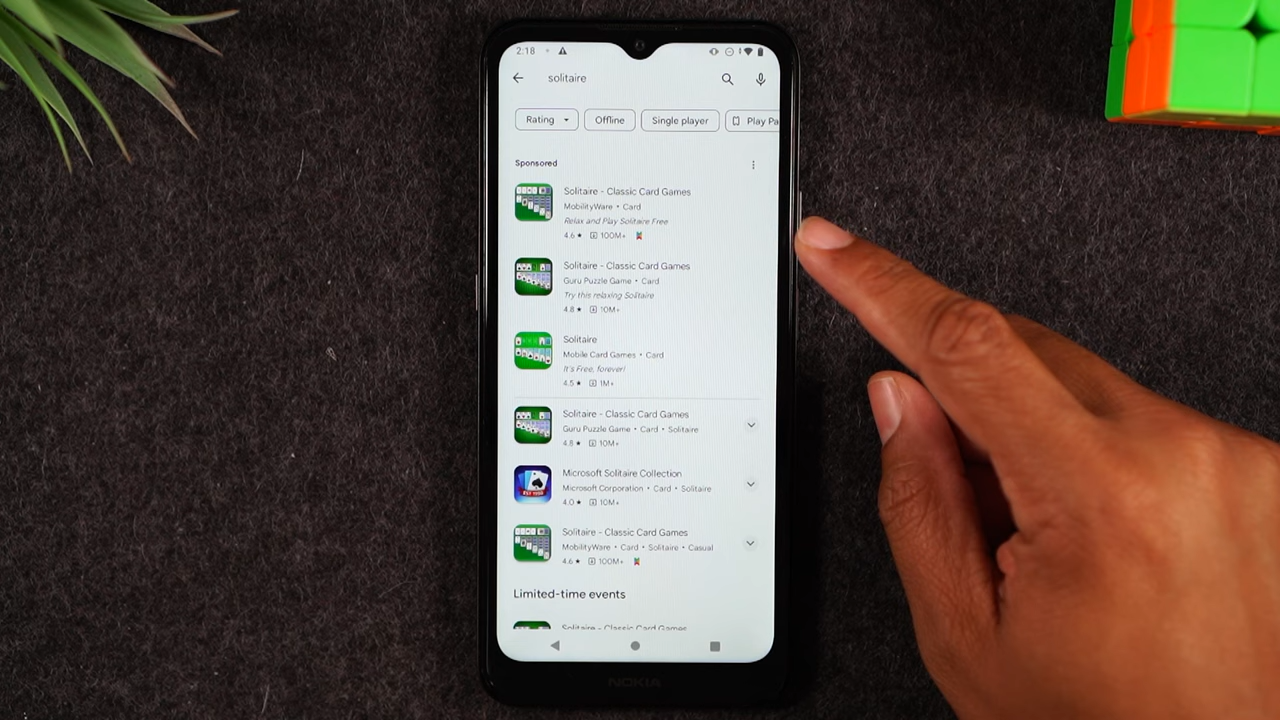 2:18
solitaire
Rating Offline Single player Play Pa
Sponsored
Solitaire - Classic Card Games
MobilityWare • Card
Relax and Play Solitaire Free
4.6 ★ 100M+
Solitaire - Classic Card Games
Guru Puzzle Game • Card
Try this relaxing Solitaire
4.8 ★ 10M+
Solitaire
Mobile Card Games • Card
It's Free, forever!
4.5 ★ 1M+
Solitaire - Classic Card Games
Guru Puzzle Game • Card • Solitaire
4.8 ★ 10M+
Microsoft Solitaire Collection
Microsoft Corporation • Card • Solitaire
4.0 ★ 10M+
EST 1990
Solitaire - Classic Card Games
MobilityWare • Card • Solitaire • Casual
4.6 ★ 100M+
Limited-time events
Solitaire - Classic Card Games
NOKIA